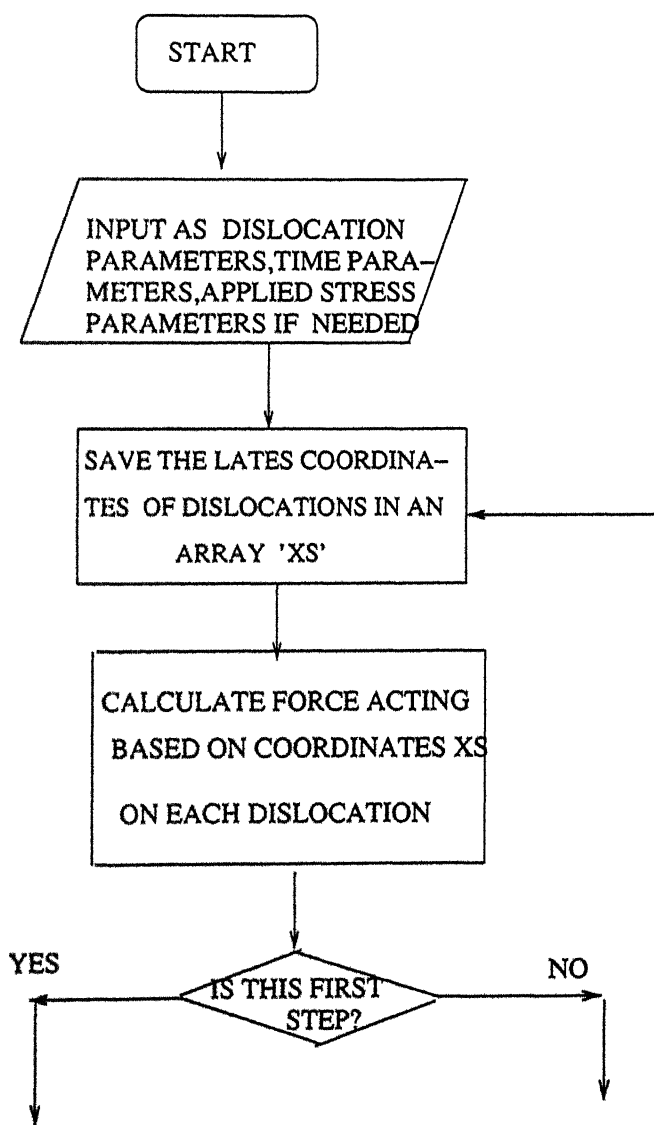 START
INPUT AS DISLOCATION
PARAMETERS,TIME PARA-
METERS,APPLIED STRESS
PARAMETERS IF NEEDED
SAVE THE LATES COORDINA-
TES OF DISLOCATIONS IN AN
ARRAY 'XS'
CALCULATE FORCE ACTING
BASED ON COORDINATES XS
ON EACH DISLOCATION
YES
NO
IS THIS FIRST
STEP?